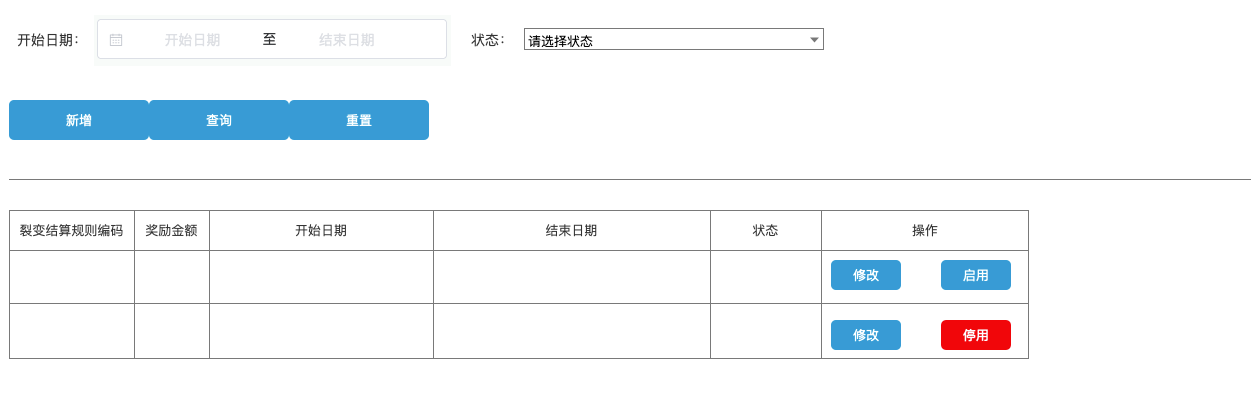 开始日期： 开始日期 至 结束日期 状态： 请选择状态
新增 查询 重置
裂变结算规则编码 奖励金额 开始日期 结束日期 状态 操作
修改 启用
修改 停用